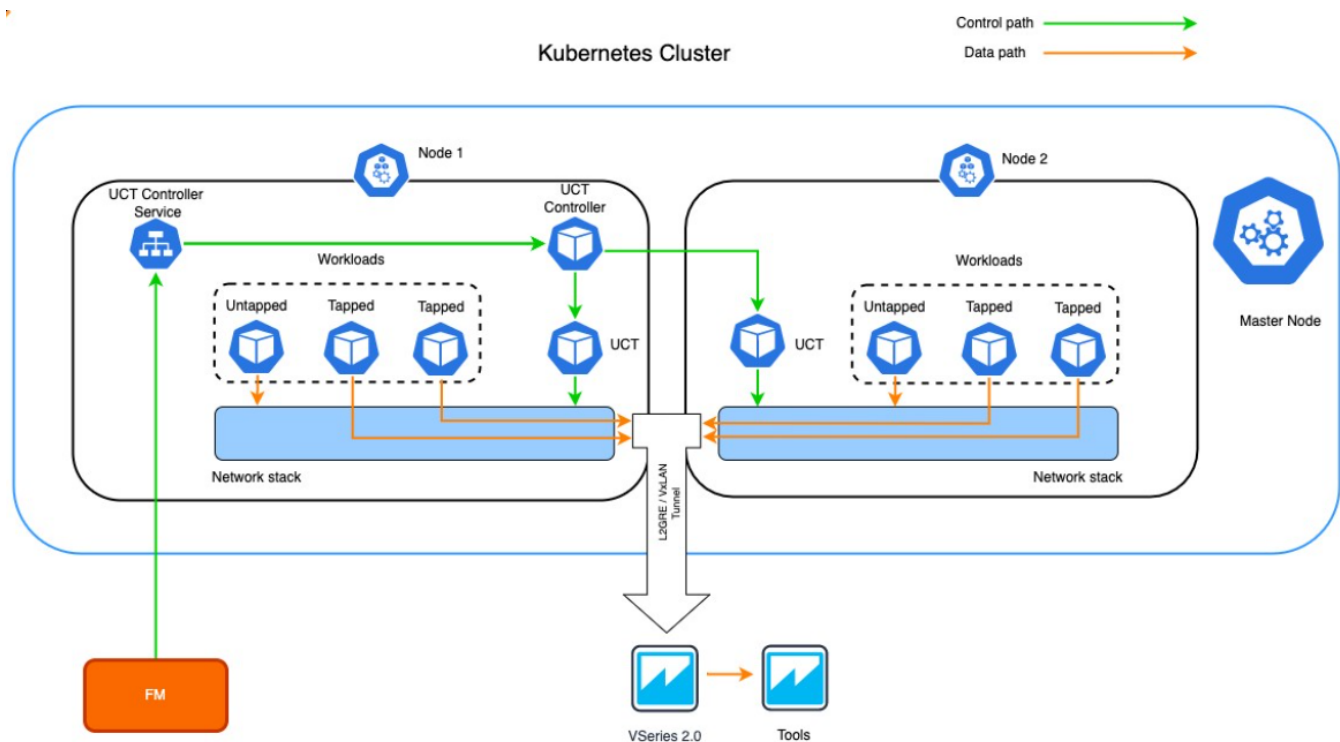 Control path
Kubernetes Cluster
Data path
Node 1
Node 2
UCT Controller
Service
UCT
Controller
Workloads
Workloads
Untapped
Tapped
Tapped
Untapped
Tapped
Tapped
Master Node
UCT
UCT
Network stack
Network stack
L2GRE / VxLAN
Tunnel
FM
VSeries 2.0
Tools